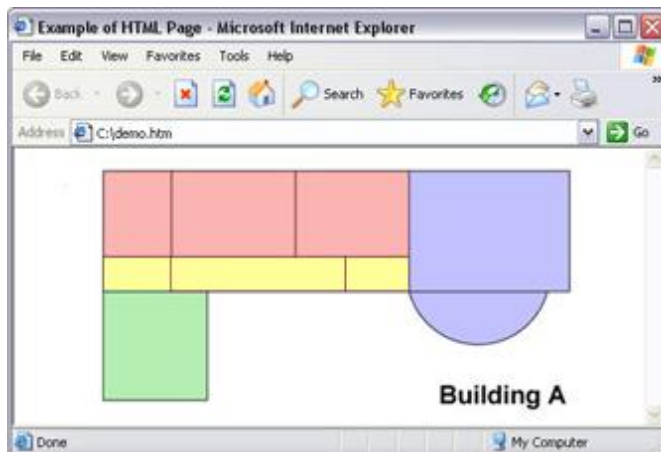 Example of HTML Page - Microsoft Internet Explorer
File Edit View Favorites Tools Help
Back Search Favorites »
Address C:\demo.htm Go
Building A
Done My Computer